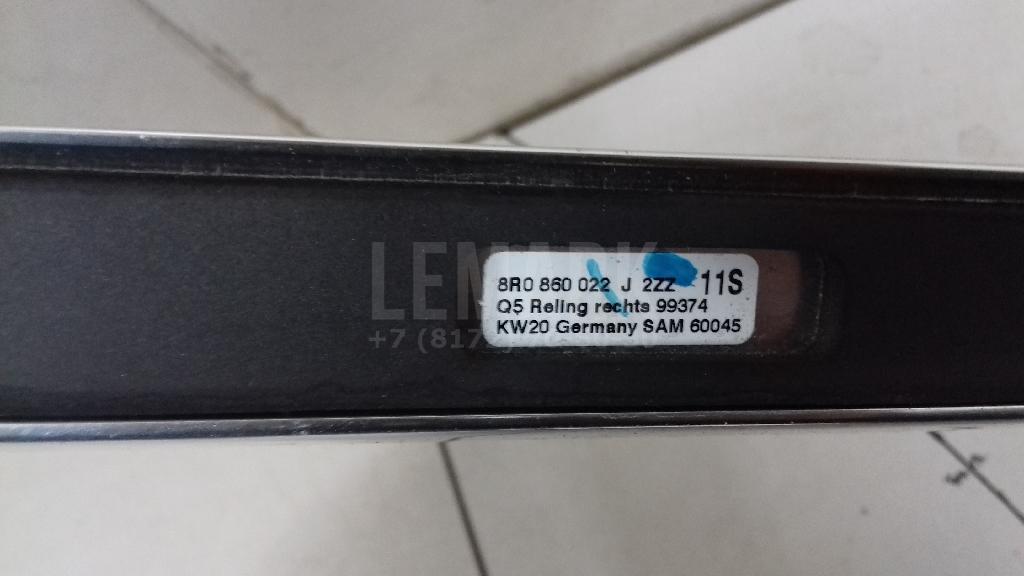 LEMARK
8R0 860 022 J 2ZZ 11S
Q5 Reling rechts 99374
KW20 Germany SAM 60045
+7 (817